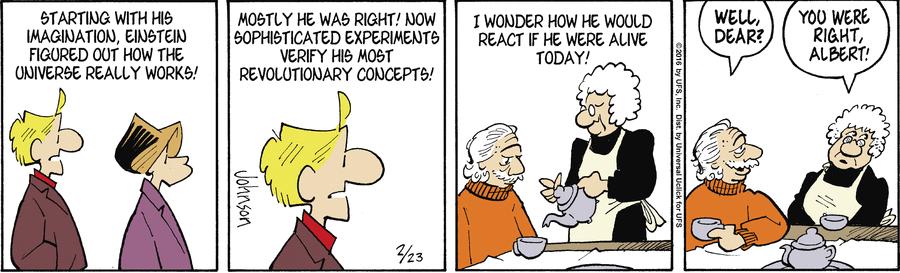 STARTING WITH HIS
IMAGINATION, EINSTEIN
FIGURED OUT HOW THE
UNIVERSE REALLY WORKS!
MOSTLY HE WAS RIGHT! NOW
SOPHISTICATED EXPERIMENTS
VERIFY HIS MOST
REVOLUTIONARY CONCEPTS!
Johnson
2/23
I WONDER HOW HE WOULD
REACT IF HE WERE ALIVE
TODAY!
©2016 by UFS, Inc. Dist. by Universal Uclick for UFS
WELL,
DEAR?
YOU WERE
RIGHT,
ALBERT!